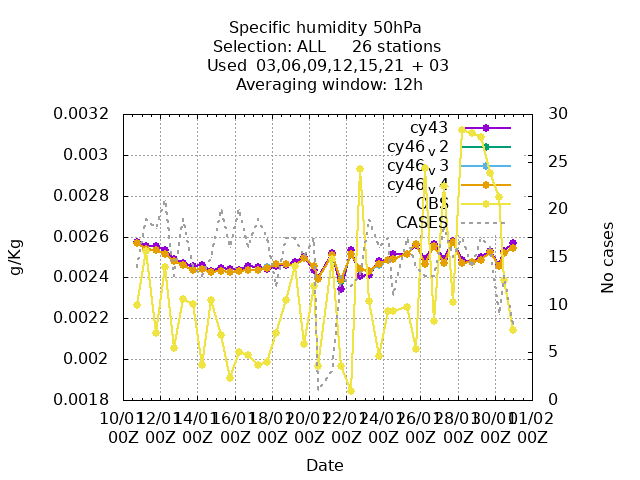 Specific humidity 50hPa
Selection: ALL     26 stations
Used 03,06,09,12,15,21 + 03
Averaging window: 12h
0.0032
0.003
0.0028
0.0026
0.0024
0.0022
0.002
0.0018
g/Kg
30
25
20
15
10
5
0
No cases
cy43
cy46v2
cy46v3
cy46v4
OBS
CASES
10/01 12/01 14/01 16/01 18/01 20/01 22/01 24/01 26/01 28/01 30/01 01/02
00Z 00Z 00Z 00Z 00Z 00Z 00Z 00Z 00Z 00Z 00Z 00Z
Date